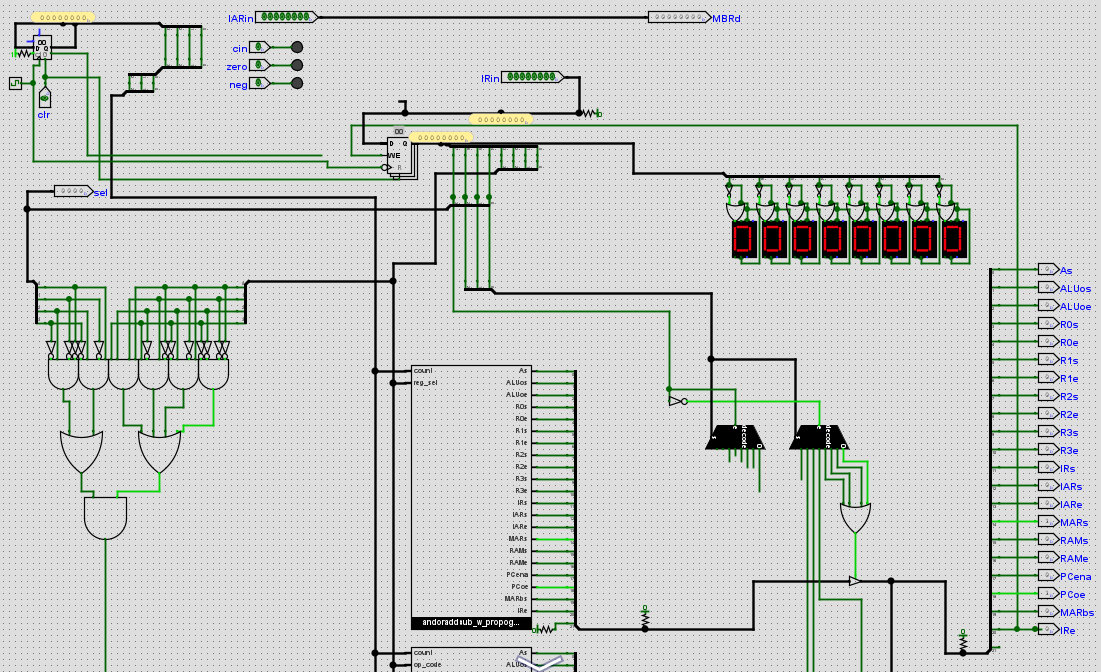 IARin
MBRd
cin
zero
neg
IRin
clr
D
Q
WE
sel
As
ALUos
ALUoe
R0s
R0e
R1s
R1e
R2s
R2e
R3s
R3e
IRs
IARs
IARe
MARs
RAMs
RAMe
PCena
PCoe
MARbs
IRe
count
reg_sel
As
ALUos
ALUoe
R0s
R0e
R1s
R1e
R2s
R2e
R3s
R3e
IRs
IARs
IARe
MARs
RAMs
RAMe
PCena
PCoe
MARbs
IRe
andoraddsub_w_propog...
count
op_code
As